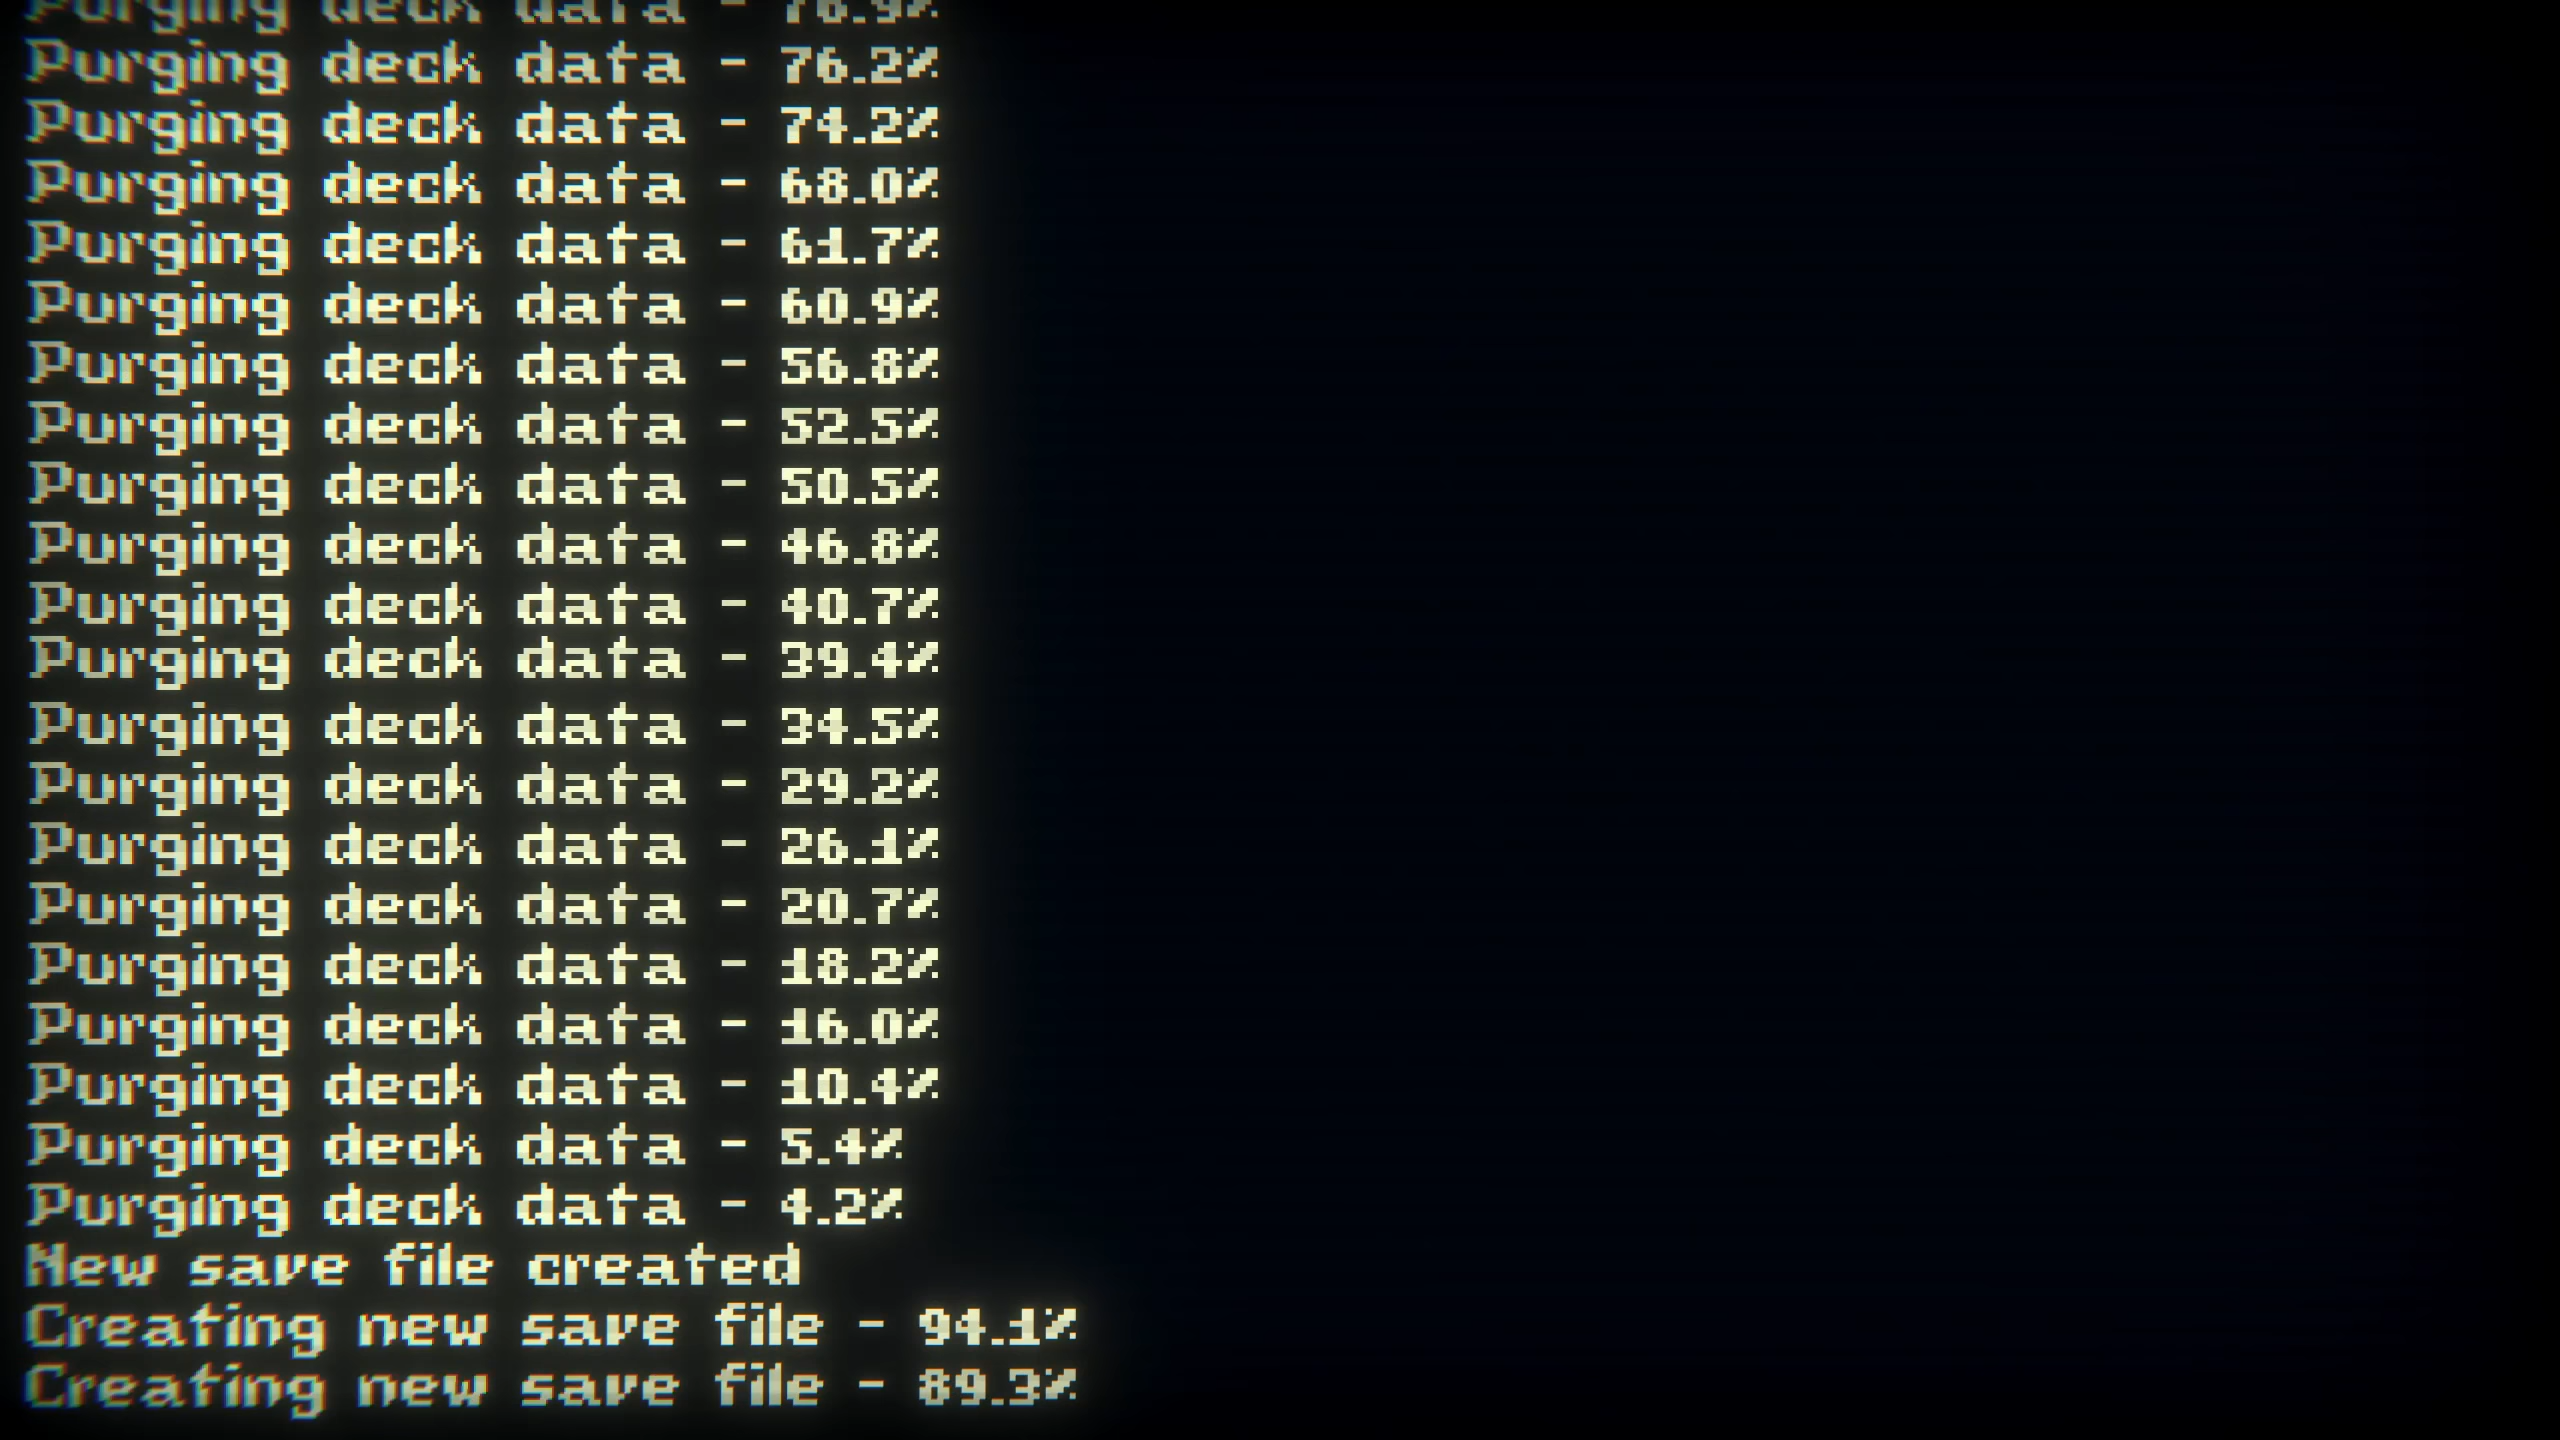 Purging deck data - 76.9%
Purging deck data - 76.2%
Purging deck data - 74.2%
Purging deck data - 68.0%
Purging deck data - 61.7%
Purging deck data - 60.9%
Purging deck data - 56.8%
Purging deck data - 52.5%
Purging deck data - 50.5%
Purging deck data - 46.8%
Purging deck data - 40.7%
Purging deck data - 39.4%
Purging deck data - 34.5%
Purging deck data - 29.2%
Purging deck data - 26.1%
Purging deck data - 20.7%
Purging deck data - 18.2%
Purging deck data - 16.0%
Purging deck data - 10.4%
Purging deck data - 5.4%
Purging deck data - 4.2%
New save file created
Creating new save file - 94.1%
Creating new save file - 89.3%